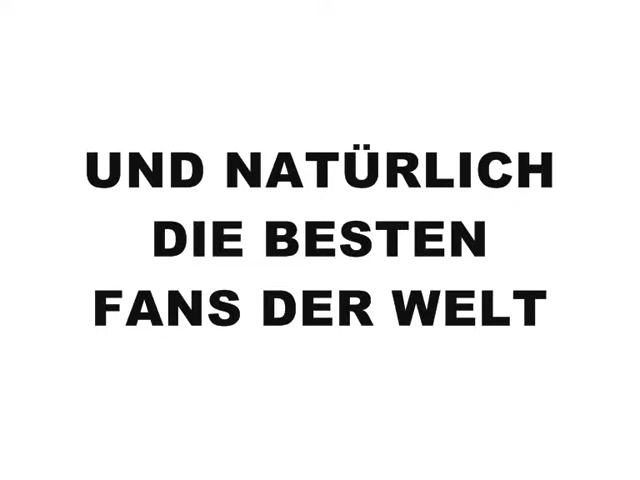 UND NATÜRLICH
DIE BESTEN
FANS DER WELT